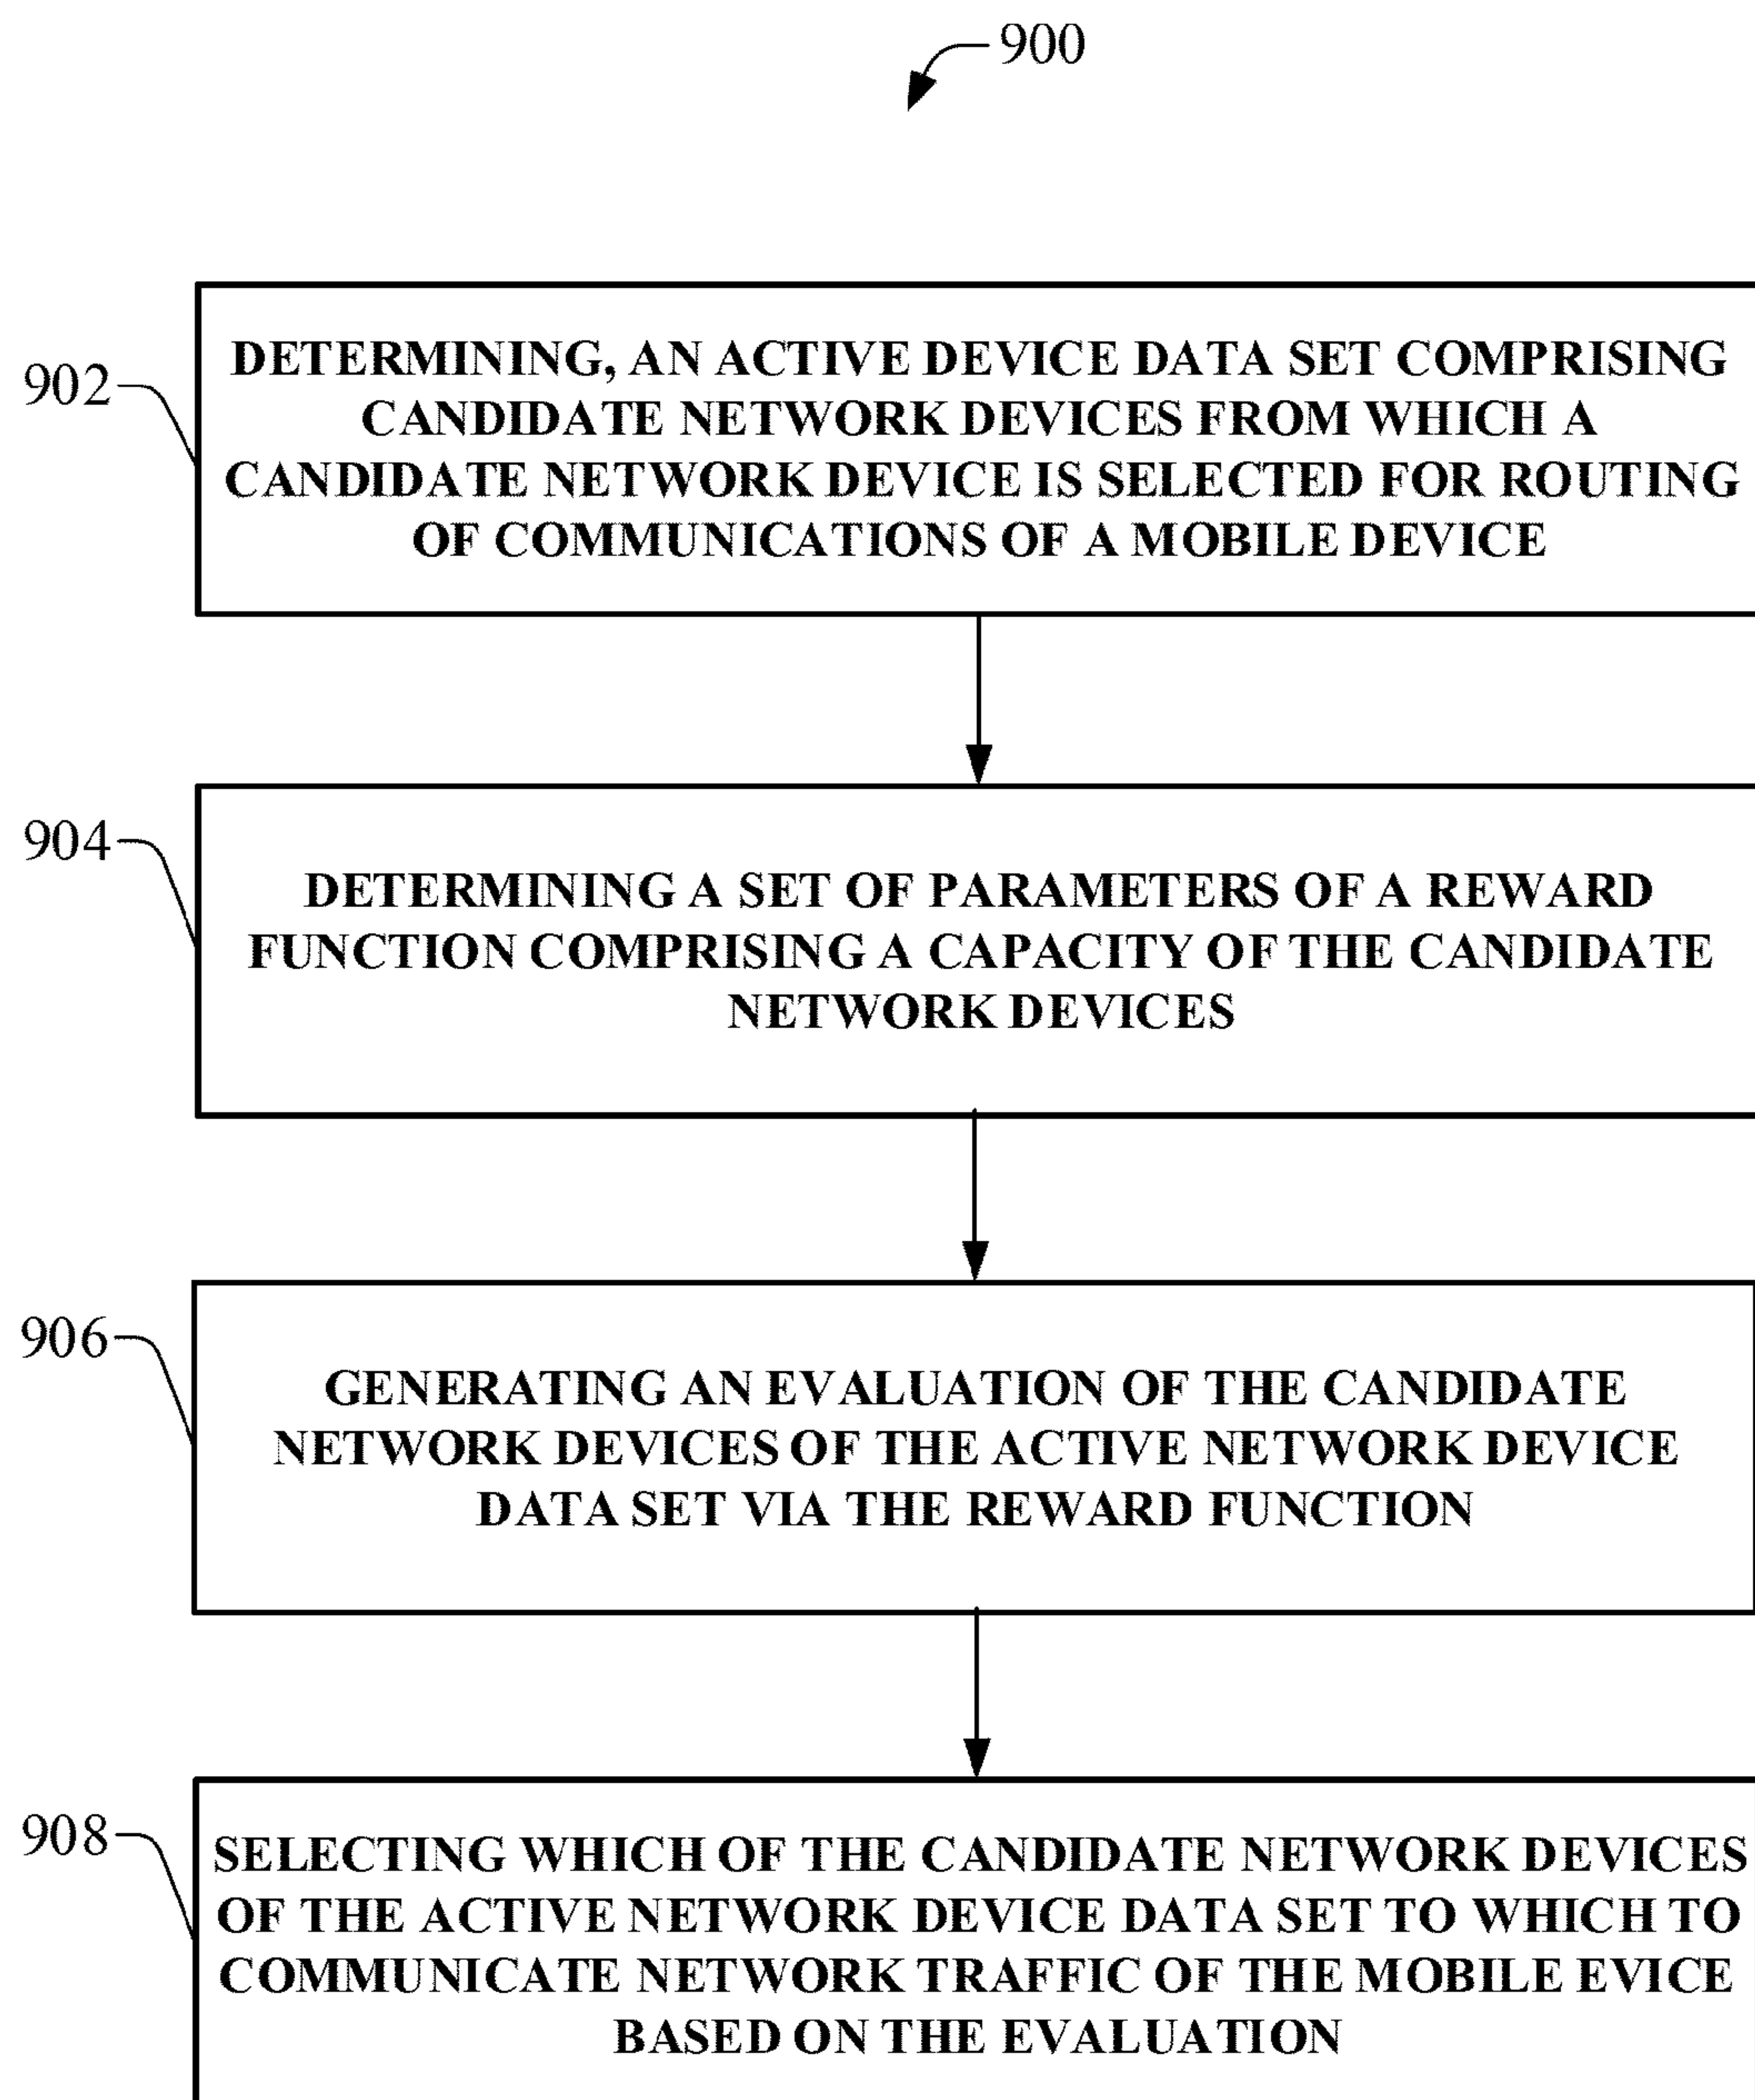 900
902
DETERMINING, AN ACTIVE DEVICE DATA SET COMPRISING
CANDIDATE NETWORK DEVICES FROM WHICH A
CANDIDATE NETWORK DEVICE IS SELECTED FOR ROUTING
OF COMMUNICATIONS OF A MOBILE DEVICE
904
DETERMINING A SET OF PARAMETERS OF A REWARD
FUNCTION COMPRISING A CAPACITY OF THE CANDIDATE
NETWORK DEVICES
906
GENERATING AN EVALUATION OF THE CANDIDATE
NETWORK DEVICES OF THE ACTIVE NETWORK DEVICE
DATA SET VIA THE REWARD FUNCTION
908
SELECTING WHICH OF THE CANDIDATE NETWORK DEVICES
OF THE ACTIVE NETWORK DEVICE DATA SET TO WHICH TO
COMMUNICATE NETWORK TRAFFIC OF THE MOBILE EVICE
BASED ON THE EVALUATION